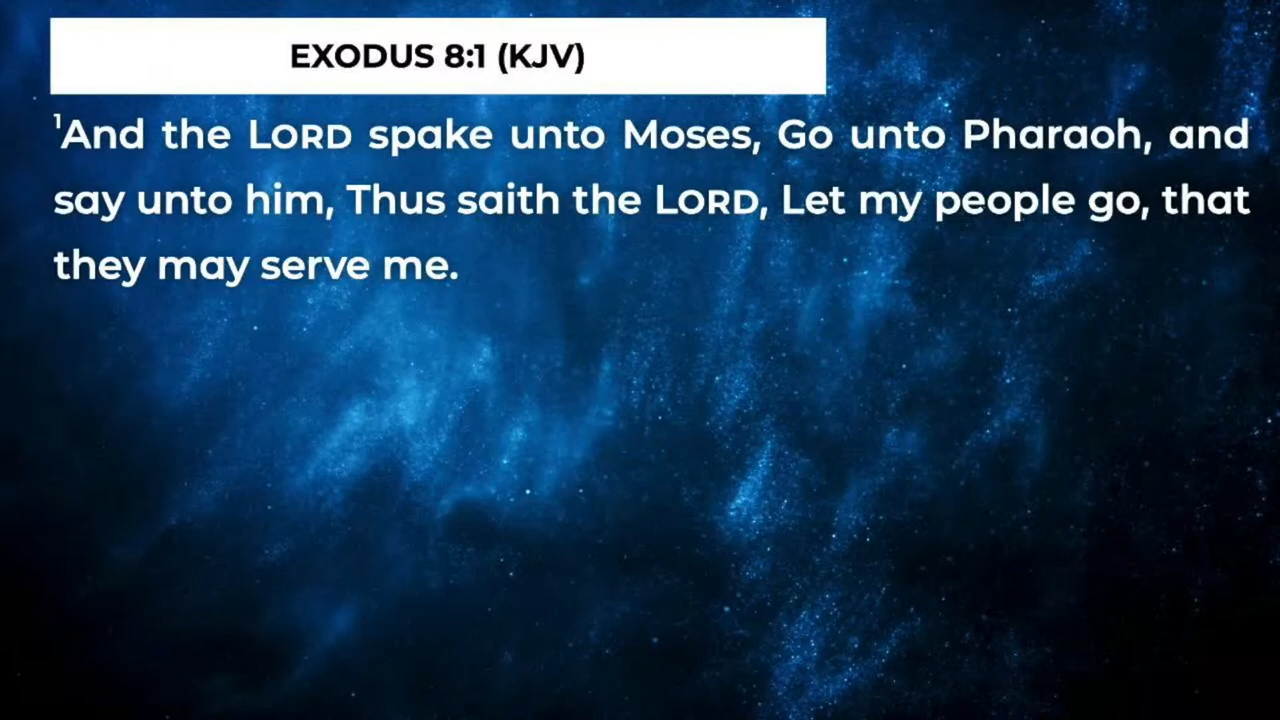 EXODUS 8:1 (KJV)
¹And the LORD spake unto Moses, Go unto Pharaoh, and
say unto him, Thus saith the LORD, Let my people go, that
they may serve me.